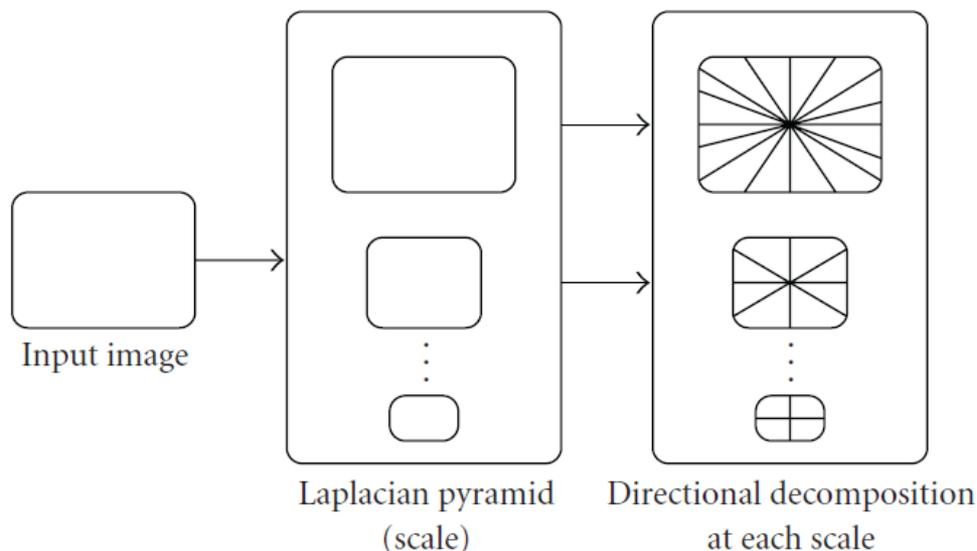 Input image
Laplacian pyramid
(scale)
Directional decomposition
at each scale